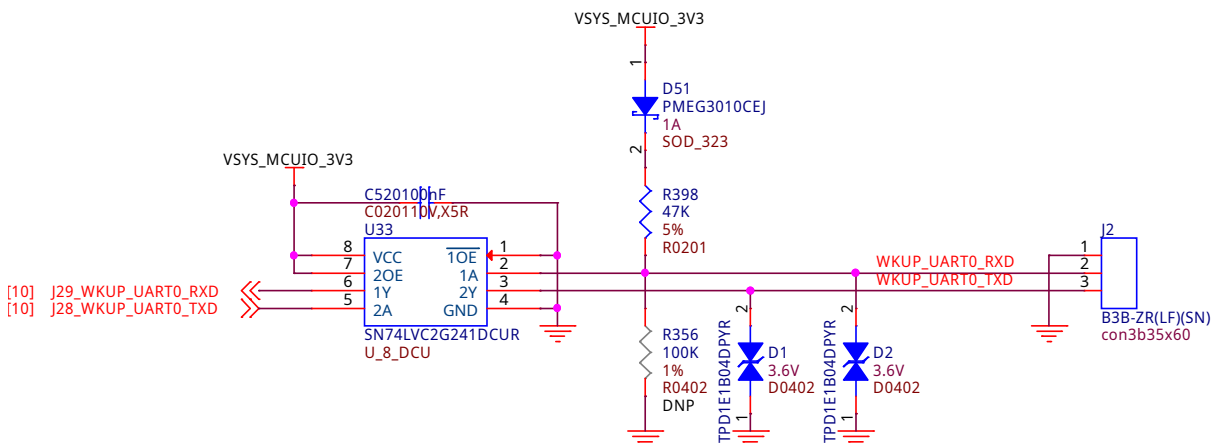 VSYS_MCUIO_3V3
1
D51
PMEG3010CEJ
1A
SOD_323
2
VSYS_MCUIO_3V3
C520100nF
C020110V,X5R
R398
47K
5%
R0201
U33
8 VCC 1OE 1
7 2OE 1A 2
6 1Y 2Y 3
5 2A GND 4
[10] J29_WKUP_UART0_RXD
[10] J28_WKUP_UART0_TXD
SN74LVC2G241DCUR
U_8_DCU
WKUP_UART0_RXD
WKUP_UART0_TXD
J2
1
2
3
B3B-ZR(LF)(SN)
con3b35x60
R356
100K
1%
R0402
DNP
2
TPD1E1B04DPYR
D1
3.6V
D0402
1
2
TPD1E1B04DPYR
D2
3.6V
D0402
1